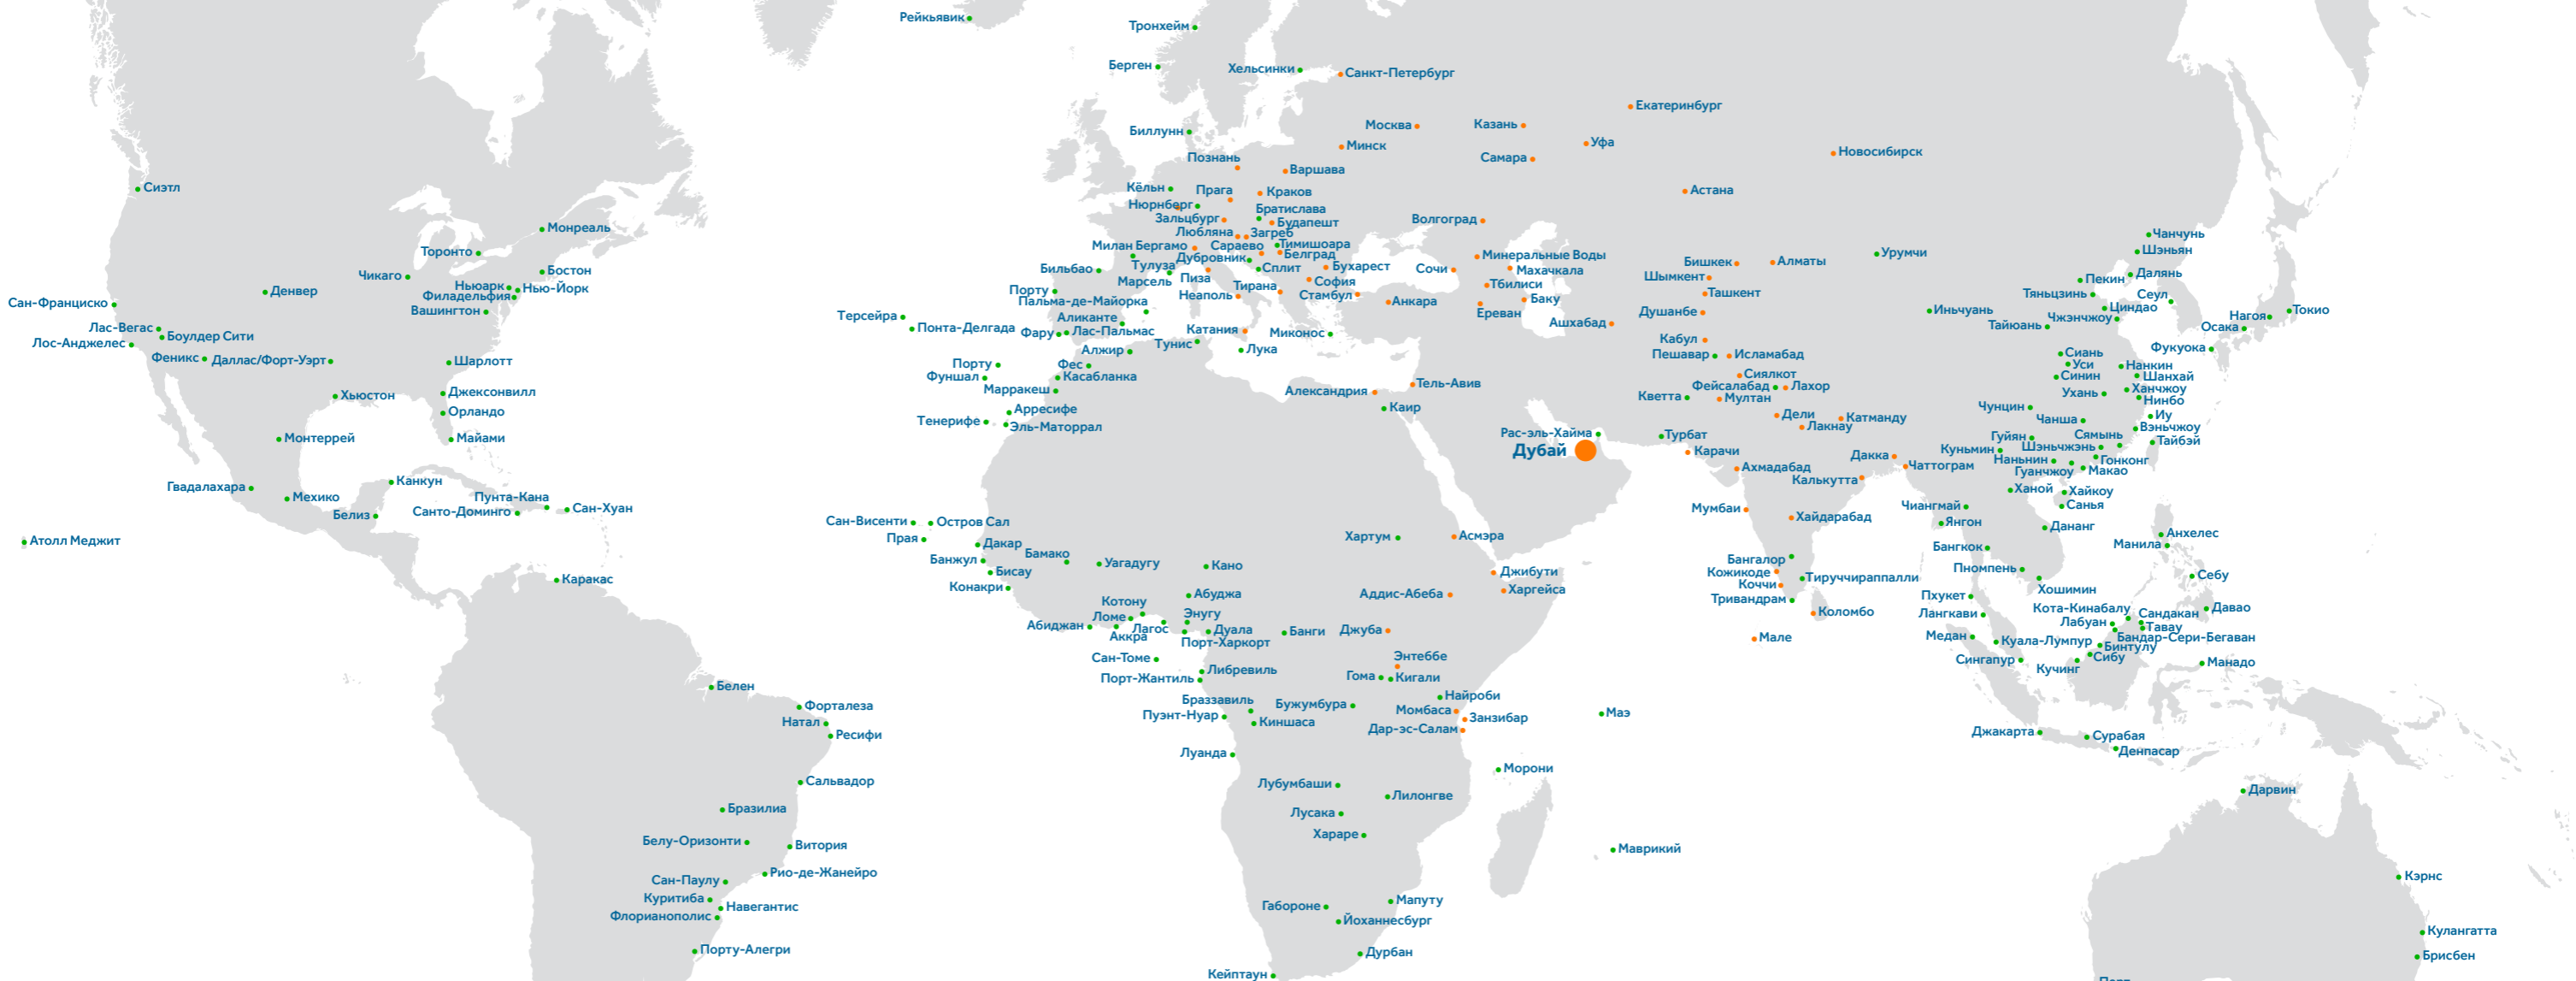 Рейкьявик
Тронхейм
Берген
Хельсинки
Санкт-Петербург
Екатеринбург
Москва
Казань
Биллунн
Минск
Уфа
Новосибирск
Познань
Самара
Варшава
Сиэтл
Кёльн
Прага
Краков
Астана
Нюрнберг
Братислава
Зальцбург
Будапешт
Волгоград
Монреаль
Любляна
Загреб
Чанчунь
Торонто
Милан Бергамо
Сараево
Тимишоара
Шэньян
Урумчи
Дубровник
Белград
Минеральные Воды
Бишкек
Алматы
Чикаго
Бостон
Бильбао
Тулуза
Сплит
Бухарест
Сочи
Махачкала
Далянь
Марсель
Пиза
Шымкент
Пекин
Денвер
Ньюарк
Нью-Йорк
Порту
Тирана
София
Тбилиси
Ташкент
Тяньцзинь
Сеул
Филадельфия
Неаполь
Стамбул
Сан-Франциско
Пальма-де-Майорка
Анкара
Баку
Вашингтон
Ереван
Душанбе
Иньчуань
Циндао
Нагоя
Токио
Терсейра
Аликанте
Чжэнчжоу
Ашхабад
Тайюань
Осака
Лас-Вегас
Понта-Делгада
Фару
Лас-Пальмас
Катания
Миконос
Боулдер Сити
Кабул
Лос-Анджелес
Тунис
Лука
Алжир
Пешавар
Исламабад
Сиань
Фукуока
Феникс
Даллас/Форт-Уэрт
Шарлотт
Порту
Фес
Уси
Нанкин
Фуншал
Касабланка
Сиялкот
Синин
Шанхай
Тель-Авив
Фейсалабад
Лахор
Марракеш
Александрия
Ханчжоу
Хьюстон
Джексонвилл
Кветта
Мултан
Ухань
Нинбо
Орландо
Арресифе
Каир
Чунцин
Дели
Катманду
Иу
Тенерифе
Эль-Маторрал
Лакнау
Чанша
Вэньчжоу
Монтеррей
Майами
Рас-эль-Хайма
Турбат
Гуйян
Сямынь
Тайбэй
Дубай
Карачи
Куньмин
Шэньчжэнь
Дакка
Наньнин
Гонконг
Ахмадабад
Чаттограм
Гуанчжоу
Макао
Калькутта
Канкун
Гвадалахара
Ханой
Хайкоу
Мехико
Пунта-Кана
Санья
Белиз
Санто-Доминго
Сан-Хуан
Мумбаи
Чиангмай
Сан-Висенти
Остров Сал
Хайдарабад
Янгон
Дананг
Атолл Меджит
Прая
Дакар
Хартум
Асмэра
Анхелес
Бамако
Бангкок
Манила
Банжул
Уагадугу
Кано
Бангалор
Бисау
Джибути
Кожикоде
Пномпень
Себу
Каракас
Конакри
Коччи
Тируччираппалли
Харгейса
Хошимин
Абуджа
Аддис-Абеба
Тривандрам
Пхукет
Котону
Энугу
Кота-Кинабалу
Давао
Ломе
Коломбо
Лангкави
Сандакан
Абиджан
Лагос
Дуала
Банги
Джуба
Лабуан
Тавау
Аккра
Порт-Харкорт
Мале
Медан
Куала-Лумпур
Бандар-Сери-Бегаван
Бинтулу
Сан-Томе
Энтеббе
Сингапур
Сибу
Кучинг
Манадо
Либревиль
Порт-Жантиль
Гома
Кигали
Белен
Браззавиль
Бужумбура
Найроби
Форталеза
Момбаса
Маэ
Пуэнт-Нуар
Натал
Киншаса
Занзибар
Ресифи
Дар-эс-Салам
Джакарта
Сурабая
Луанда
Денпасар
Морони
Сальвадор
Лубумбаши
Дарвин
Лилонгве
Бразилиа
Лусака
Хараре
Белу-Оризонти
Витория
Маврикий
Рио-де-Жанейро
Сан-Паулу
Кэрнс
Куритиба
Навегантис
Мапуту
Габороне
Флорианополис
Йоханнесбург
Кулангатта
Порту-Алегри
Дурбан
Брисбен
Кейптаун